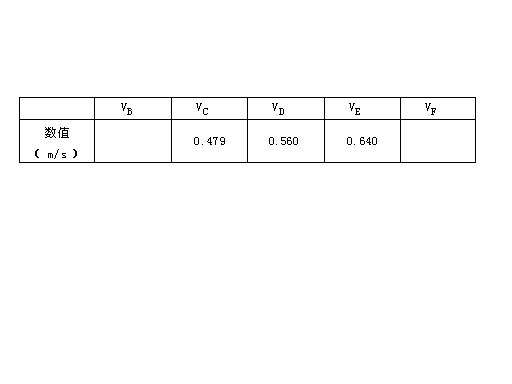 V_B V_C V_D V_E V_F
数值
（ m/s ） 0.479 0.560 0.640